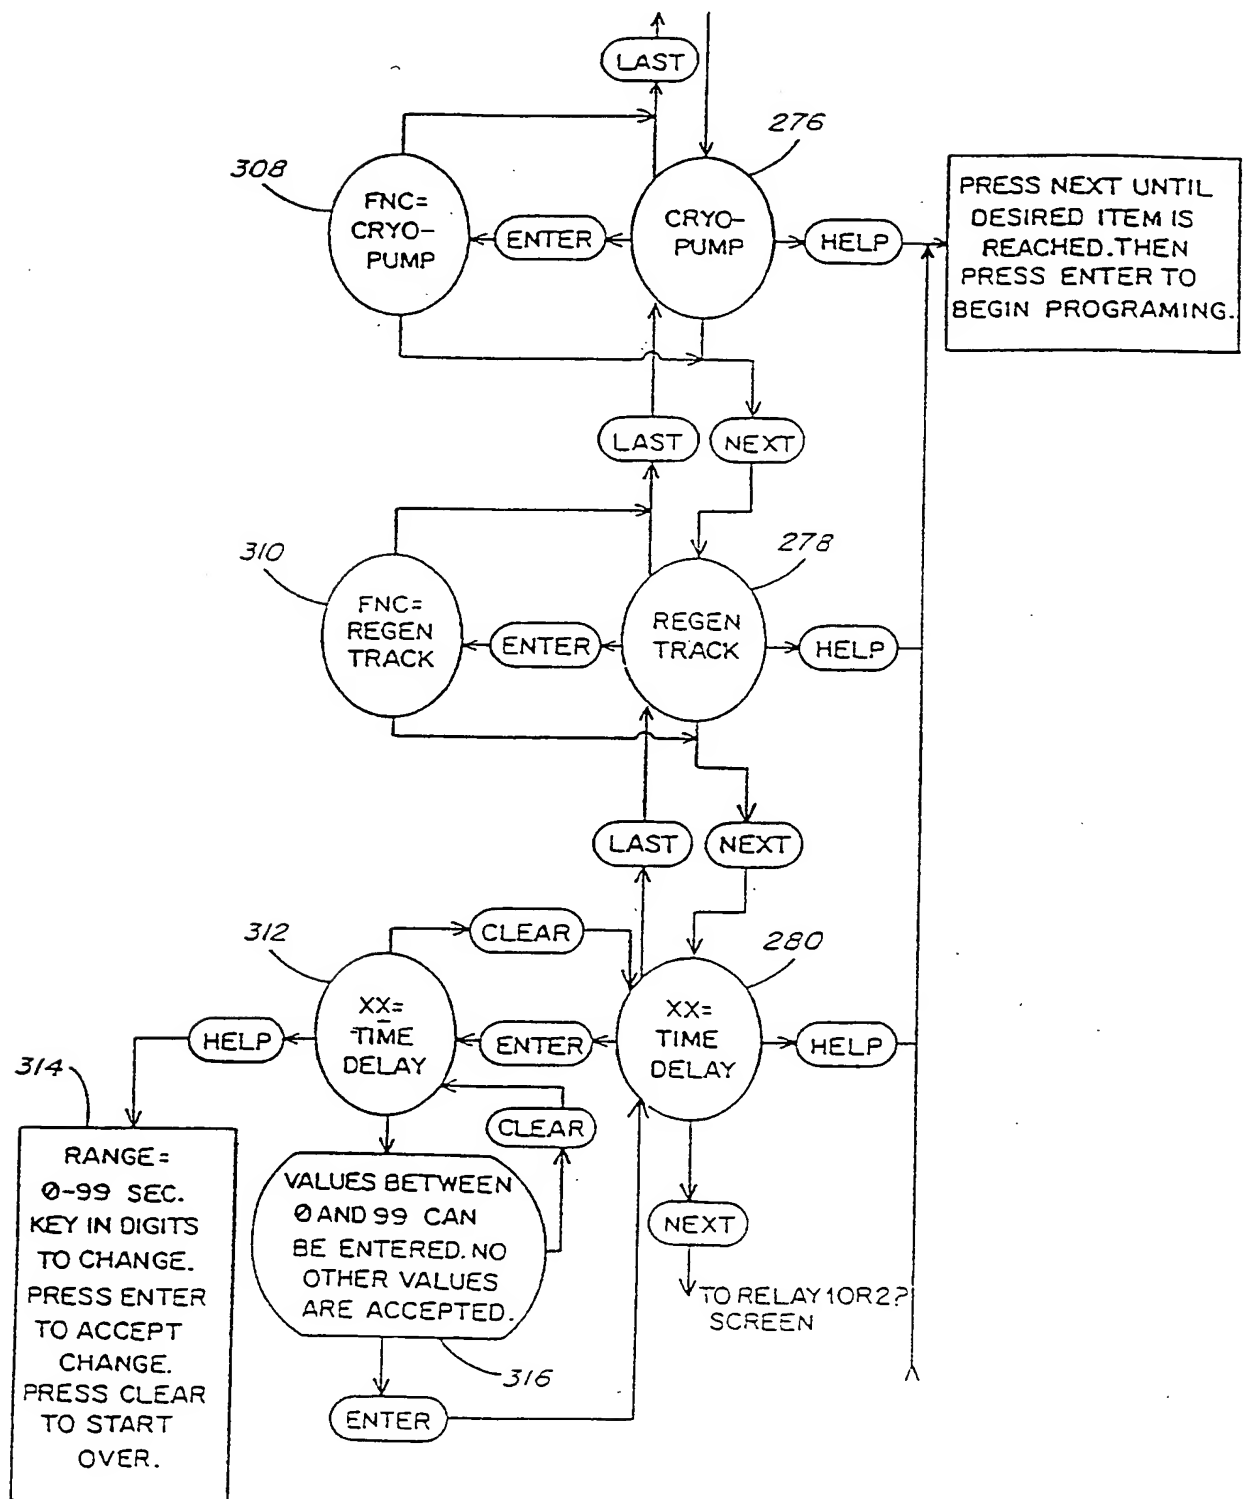 LAST
276
308
FNC=
CRYO-
PUMP
ENTER
CRYO-
PUMP
HELP
PRESS NEXT UNTIL
DESIRED ITEM IS
REACHED. THEN
PRESS ENTER TO
BEGIN PROGRAMING.
LAST
NEXT
310
278
FNC=
REGEN
TRACK
ENTER
REGEN
TRACK
HELP
LAST
NEXT
312
CLEAR
280
XX=
TIME
DELAY
HELP
ENTER
XX=
TIME
DELAY
HELP
314
CLEAR
RANGE=
0-99 SEC.
KEY IN DIGITS
TO CHANGE.
PRESS ENTER
TO ACCEPT
CHANGE.
PRESS CLEAR
TO START
OVER.
VALUES BETWEEN
0 AND 99 CAN
BE ENTERED. NO
OTHER VALUES
ARE ACCEPTED.
316
ENTER
NEXT
TO RELAY 1 OR 2?
SCREEN